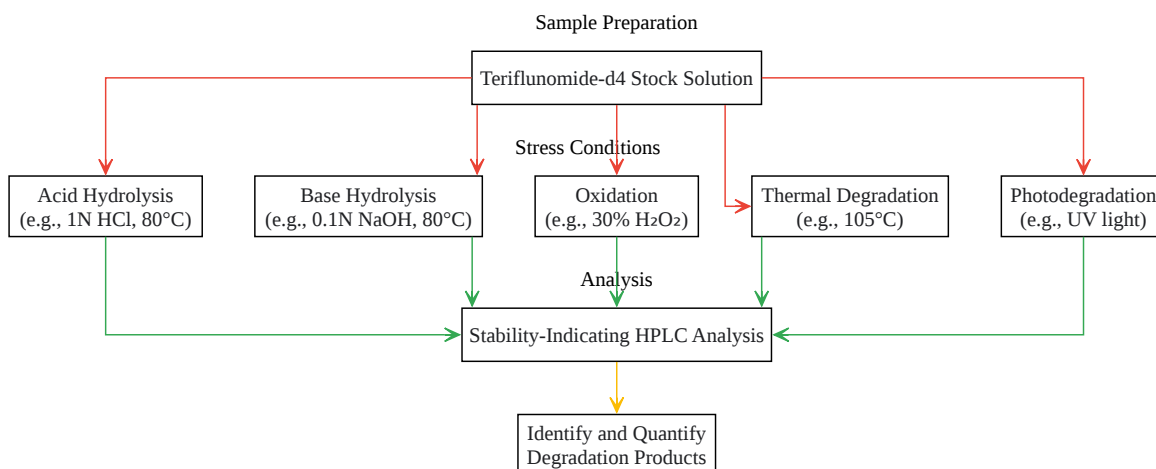 Sample Preparation
Teriflunomide-d4 Stock Solution
Stress Conditions
Acid Hydrolysis
(e.g., 1N HCl, 80°C)
Base Hydrolysis
(e.g., 0.1N NaOH, 80°C)
Oxidation
(e.g., 30% H₂O₂)
Thermal Degradation
(e.g., 105°C)
Photodegradation
(e.g., UV light)
Analysis
Stability-Indicating HPLC Analysis
Identify and Quantify
Degradation Products